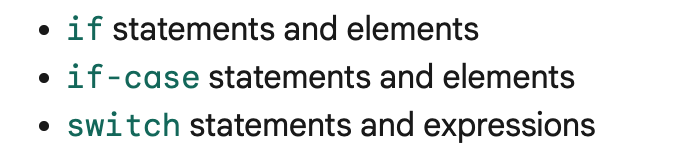 • if statements and elements
• if-case statements and elements
• switch statements and expressions